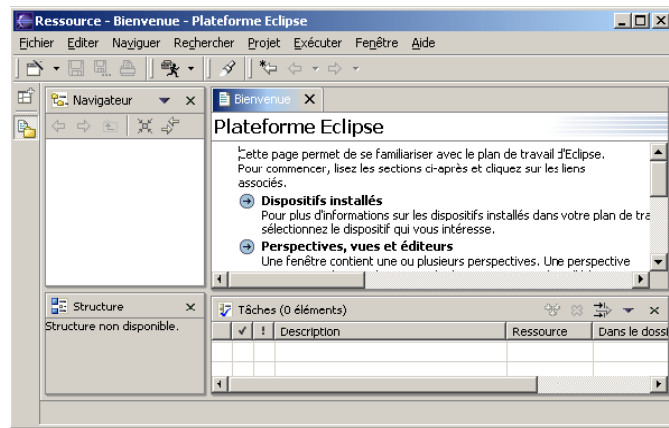 Ressource - Bienvenue - Plateforme Eclipse
Fichier Editer Naviguer Rechercher Projet Exécuter Fenêtre Aide
Navigateur
Bienvenue
Plateforme Eclipse
Cette page permet de se familiariser avec le plan de travail d'Eclipse.
Pour commencer, lisez les sections ci-après et cliquez sur les liens
associés.
Dispositifs installés
Pour plus d'informations sur les dispositifs installés dans votre plan de tra
sélectionnez le dispositif qui vous intéresse.
Perspectives, vues et éditeurs
Une fenêtre contient une ou plusieurs perspectives. Une perspective
Structure
Structure non disponible.
Tâches (0 éléments)
! Description Ressource Dans le dossi